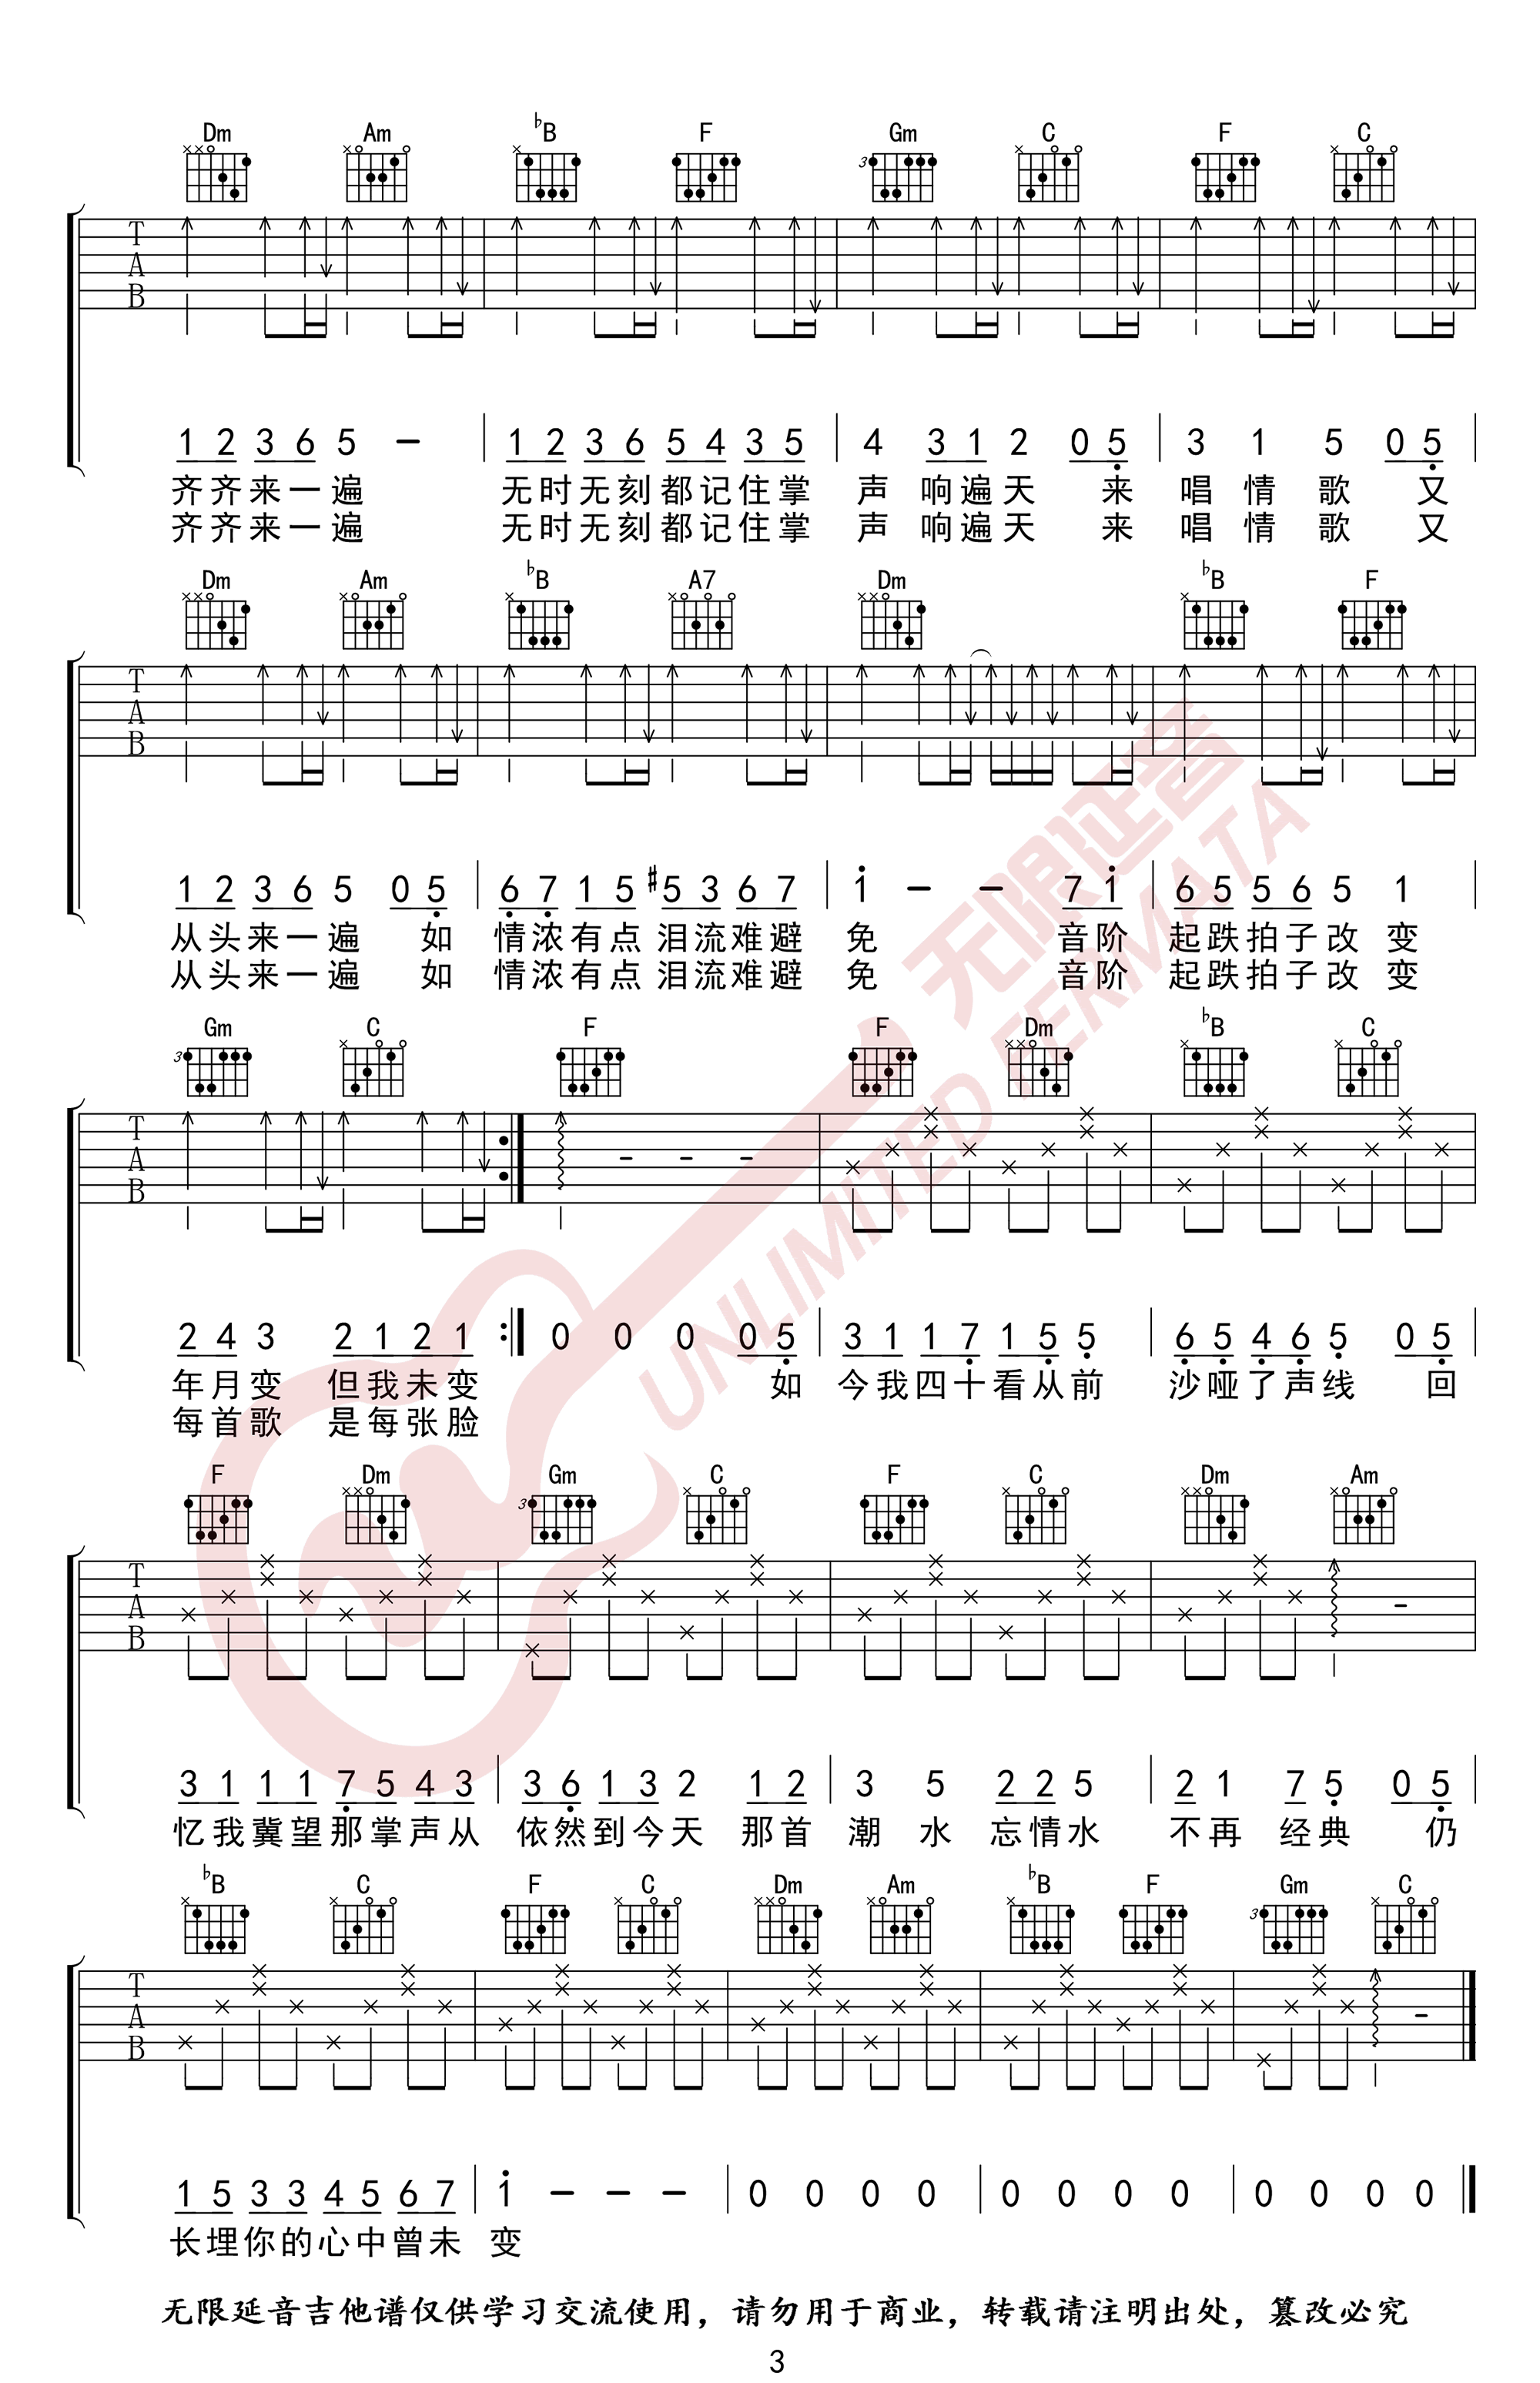 Dm Am ♭B F Gm C F C
3
T
A
B
1 2 3 6 5 – 1 2 3 6 5 4 3 5 4 3 1 2 0 5 3 1 5 0 5
齐齐来一遍 无时无刻都记住掌 声 响遍天 来 唱 情 歌 又
齐齐来一遍 无时无刻都记住掌 声 响遍天 来 唱 情 歌 又
Dm Am ♭B A7 Dm ♭B F
T
A
B
1 2 3 6 5 0 5 6 7 1 5 #5 3 6 7 1 – – 7 1 6 5 5 6 5 1
从头来一遍 如 情浓有点泪流难避 免 音阶 起跌拍子改 变
从头来一遍 如 情浓有点泪流难避 免 音阶 起跌拍子改 变
Gm C F F Dm ♭B C
3
T
A
B
– – –
2 4 3 2 1 2 1 0 0 0 0 5 3 1 1 7 1 5 5 6 5 4 6 5 0 5
年月变 但我未变 如 今我四十看从前 沙哑了声线 回
每首歌 是每张脸
F Dm Gm C F C Dm Am
3
T
A
B
–
3 1 1 1 7 5 4 3 3 6 1 3 2 1 2 3 5 2 2 5 2 1 7 5 0 5
忆我冀望那掌声从 依然到今天 那首 潮 水 忘情水 不再 经典 仍
♭B C F C Dm Am ♭B F Gm C
3
T
A
B
–
1 5 3 3 4 5 6 7 1 – – – 0 0 0 0 0 0 0 0 0 0 0 0
长埋你的心中曾未 变
无限延音吉他谱仅供学习交流使用，请勿用于商业，转载请注明出处，篡改必究
3
无限延音
UNLIMITED FERMATA